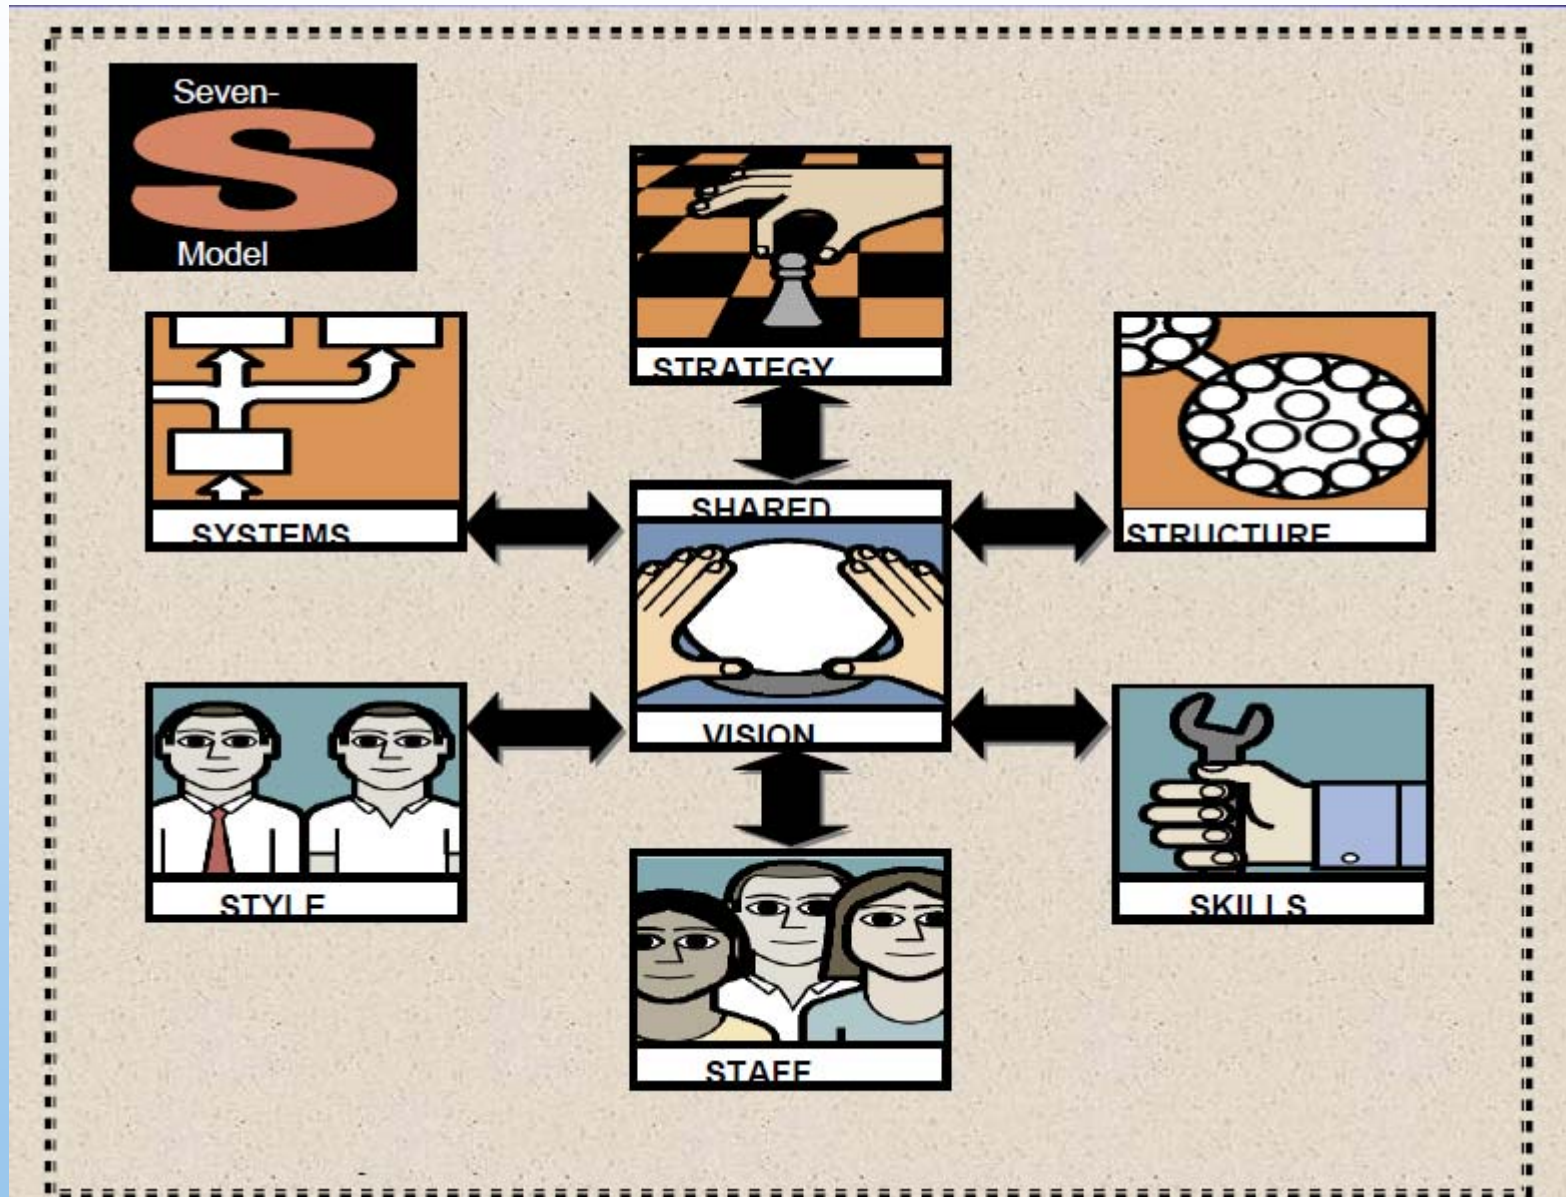 Seven-
S
Model
STRATEGY
SYSTEMS
STRUCTURE
SHARED
VISION
STYLE
SKILLS
STAFF